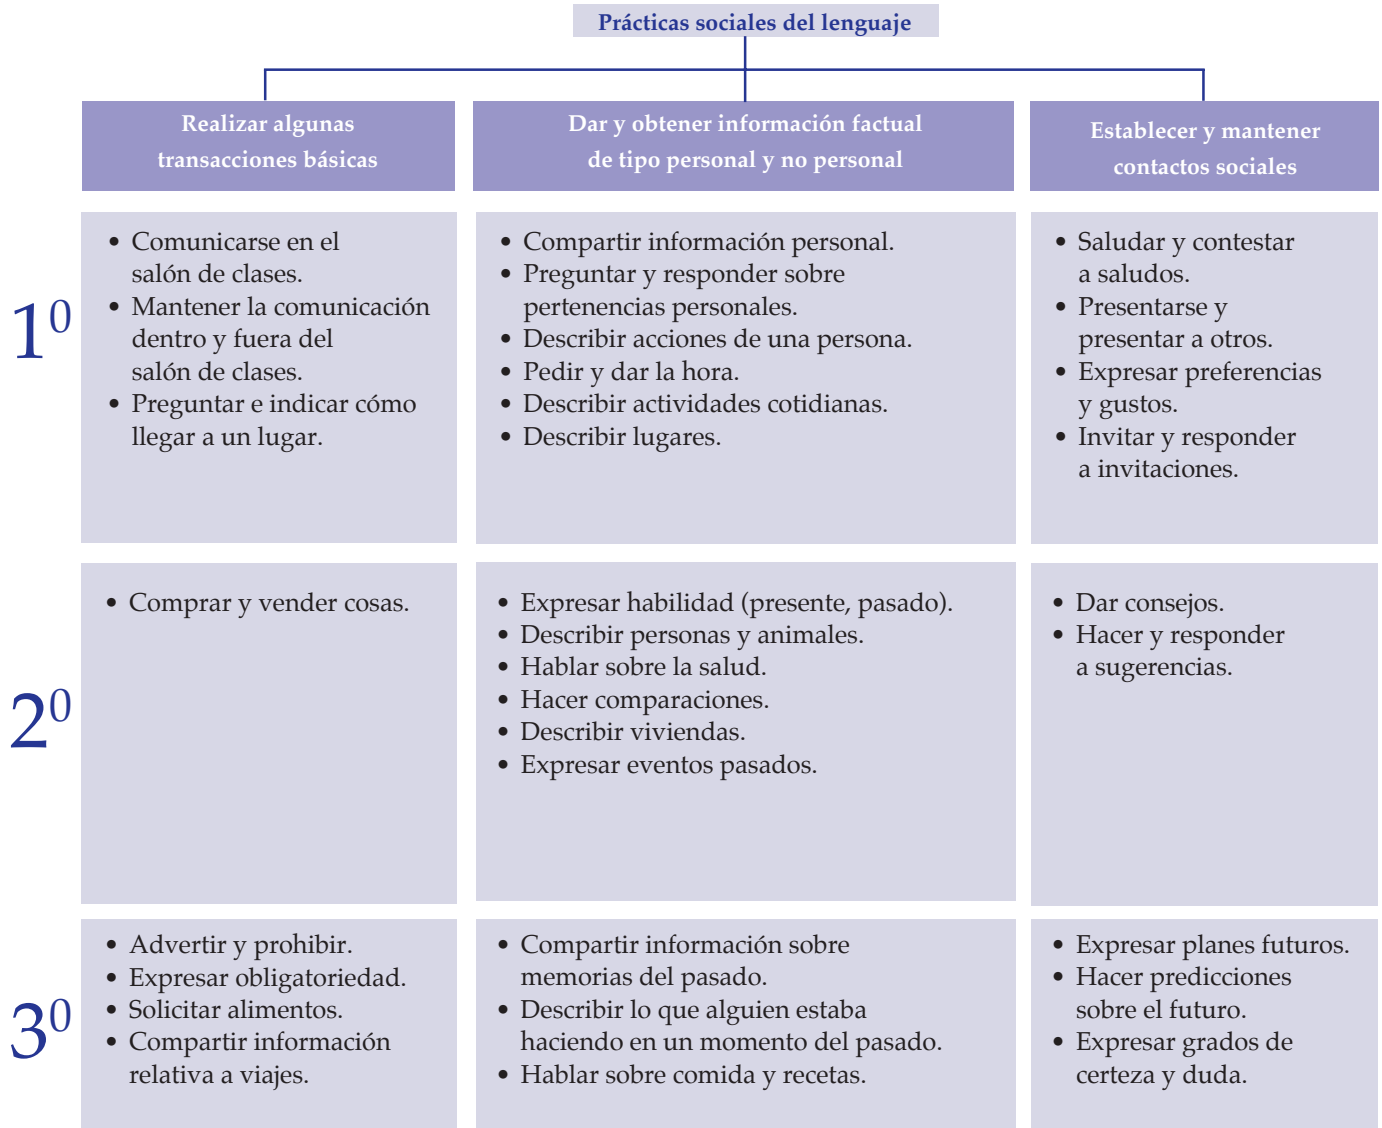 Prácticas sociales del lenguaje
Realizar algunas
transacciones básicas
Dar y obtener información factual
de tipo personal y no personal
Establecer y mantener
contactos sociales
1⁰
• Comunicarse en el
salón de clases.
• Mantener la comunicación
dentro y fuera del
salón de clases.
• Preguntar e indicar cómo
llegar a un lugar.
• Compartir información personal.
• Preguntar y responder sobre
pertenencias personales.
• Describir acciones de una persona.
• Pedir y dar la hora.
• Describir actividades cotidianas.
• Describir lugares.
• Saludar y contestar
a saludos.
• Presentarse y
presentar a otros.
• Expresar preferencias
y gustos.
• Invitar y responder
a invitaciones.
2⁰
• Comprar y vender cosas.
• Expresar habilidad (presente, pasado).
• Describir personas y animales.
• Hablar sobre la salud.
• Hacer comparaciones.
• Describir viviendas.
• Expresar eventos pasados.
• Dar consejos.
• Hacer y responder
a sugerencias.
3⁰
• Advertir y prohibir.
• Expresar obligatoriedad.
• Solicitar alimentos.
• Compartir información
relativa a viajes.
• Compartir información sobre
memorias del pasado.
• Describir lo que alguien estaba
haciendo en un momento del pasado.
• Hablar sobre comida y recetas.
• Expresar planes futuros.
• Hacer predicciones
sobre el futuro.
• Expresar grados de
certeza y duda.